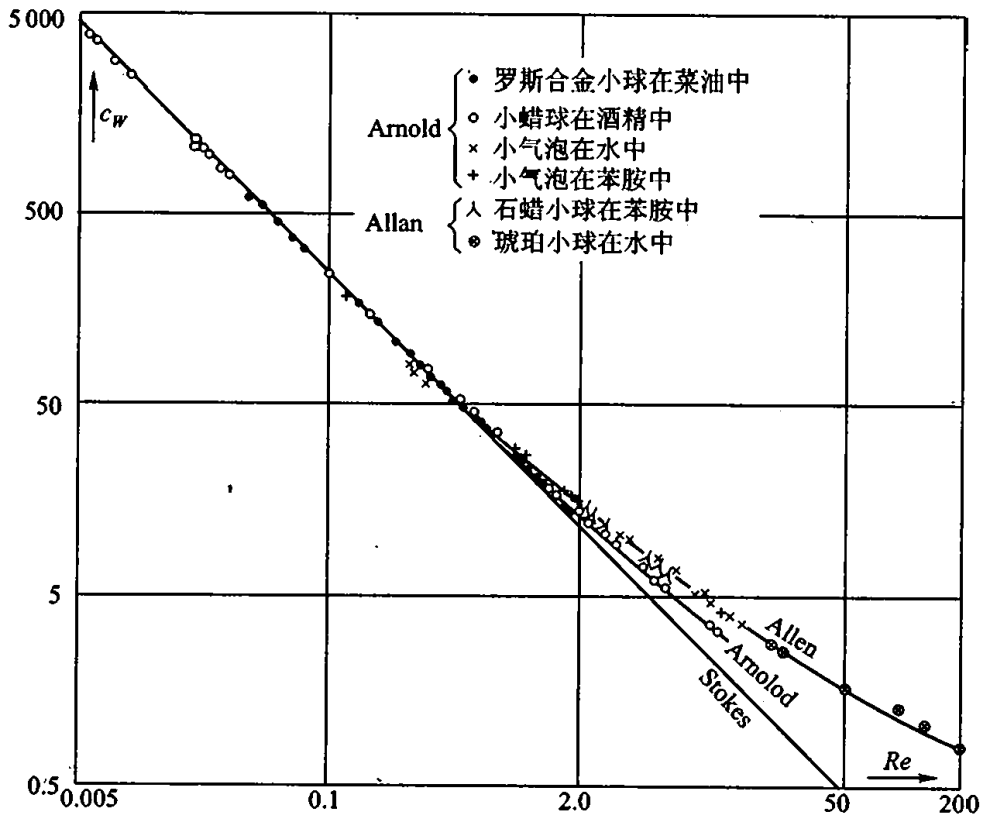 5 000
c_W
Arnold
罗斯合金小球在菜油中
小蜡球在酒精中
小气泡在水中
小气泡在苯胺中
Allan
石蜡小球在苯胺中
琥珀小球在水中
500
50
5
Allen
Arnolod
Stokes
Re
0.5
0.005 0.1 2.0 50 200